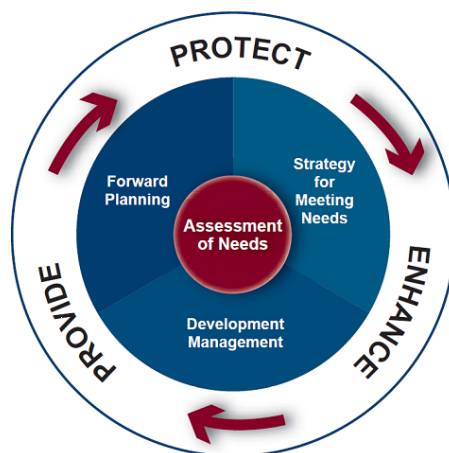 PROTECT
Forward
Planning
Strategy
for
Meeting
Needs
Assessment
of Needs
Development
Management
PROVIDE
ENHANCE